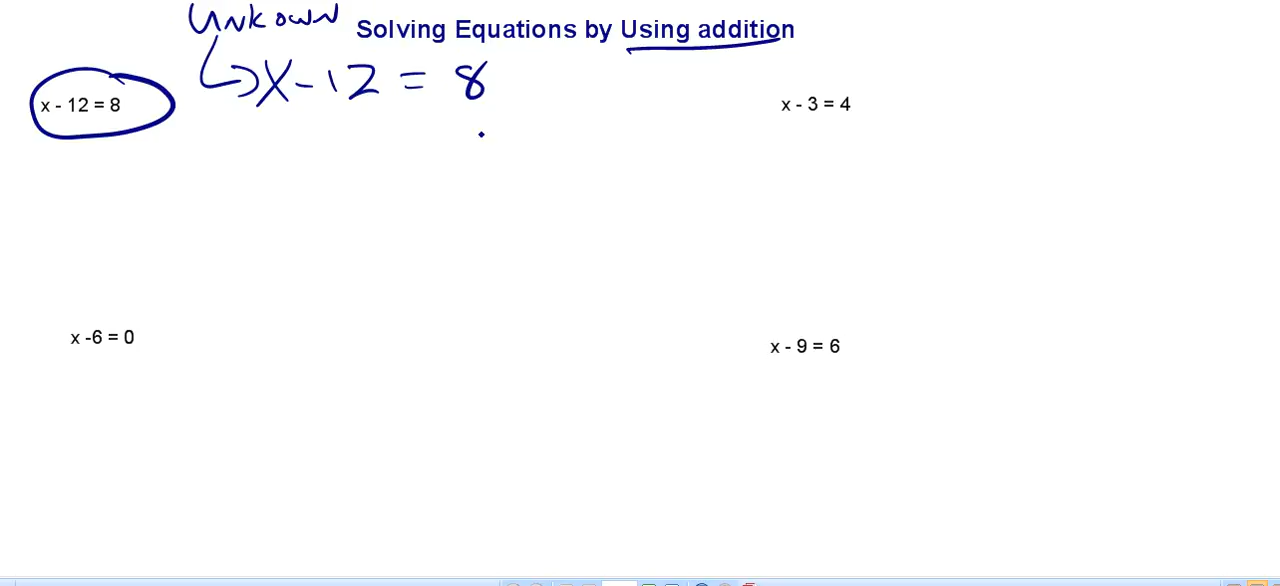 Unkown
Solving Equations by Using addition
x - 12 = 8
X - 12 = 8
x - 3 = 4
x -6 = 0
x - 9 = 6